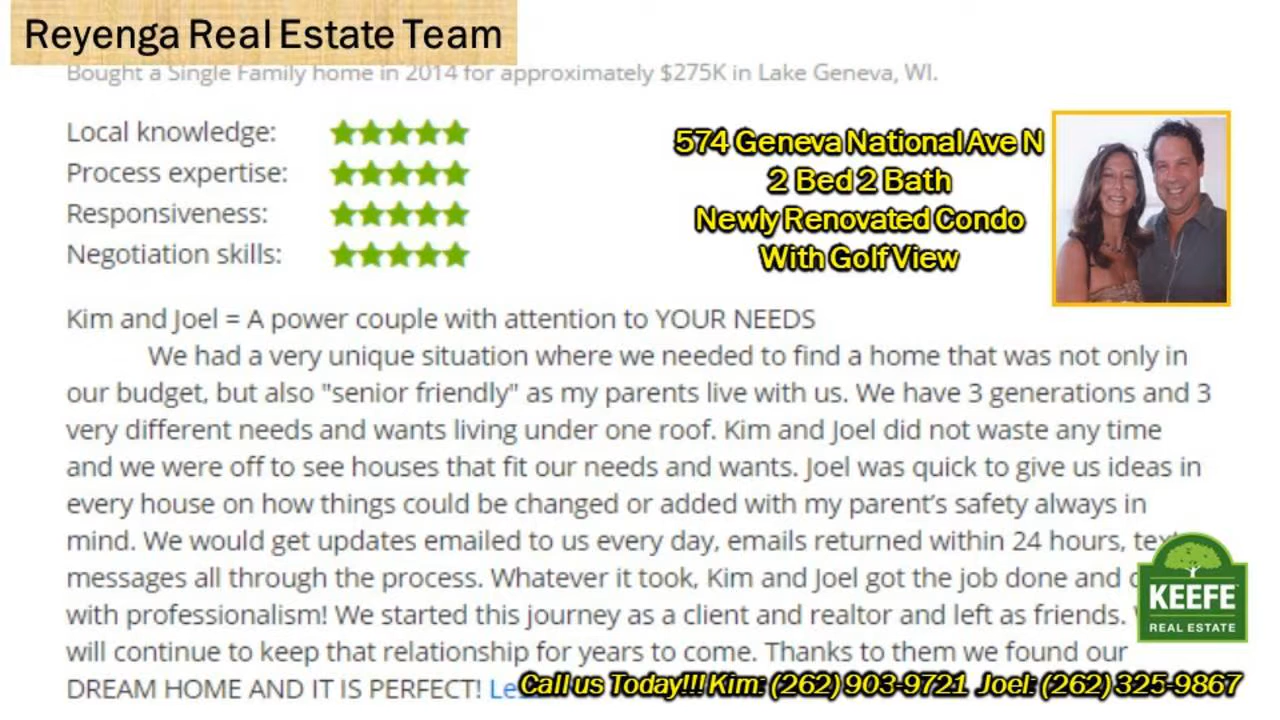 Reyenga Real Estate Team
Bought a Single Family home in 2014 for approximately $275K in Lake Geneva, WI.
Local knowledge:
Process expertise:
Responsiveness:
Negotiation skills:
574 Geneva National Ave N
2 Bed 2 Bath
Newly Renovated Condo
With Golf View
Kim and Joel = A power couple with attention to YOUR NEEDS
We had a very unique situation where we needed to find a home that was not only in
our budget, but also "senior friendly" as my parents live with us. We have 3 generations and 3
very different needs and wants living under one roof. Kim and Joel did not waste any time
and we were off to see houses that fit our needs and wants. Joel was quick to give us ideas in
every house on how things could be changed or added with my parent's safety always in
mind. We would get updates emailed to us every day, emails returned within 24 hours,
messages all through the process. Whatever it took, Kim and Joel got the job done and
with professionalism! We started this journey as a client and realtor and left as friends.
will continue to keep that relationship for years to come. Thanks to them we found our
DREAM HOME AND IT IS PERFECT!
KEEFE
REAL ESTATE
Call us Today!!! Kim: (262) 903-9721 Joel: (262) 325-9867